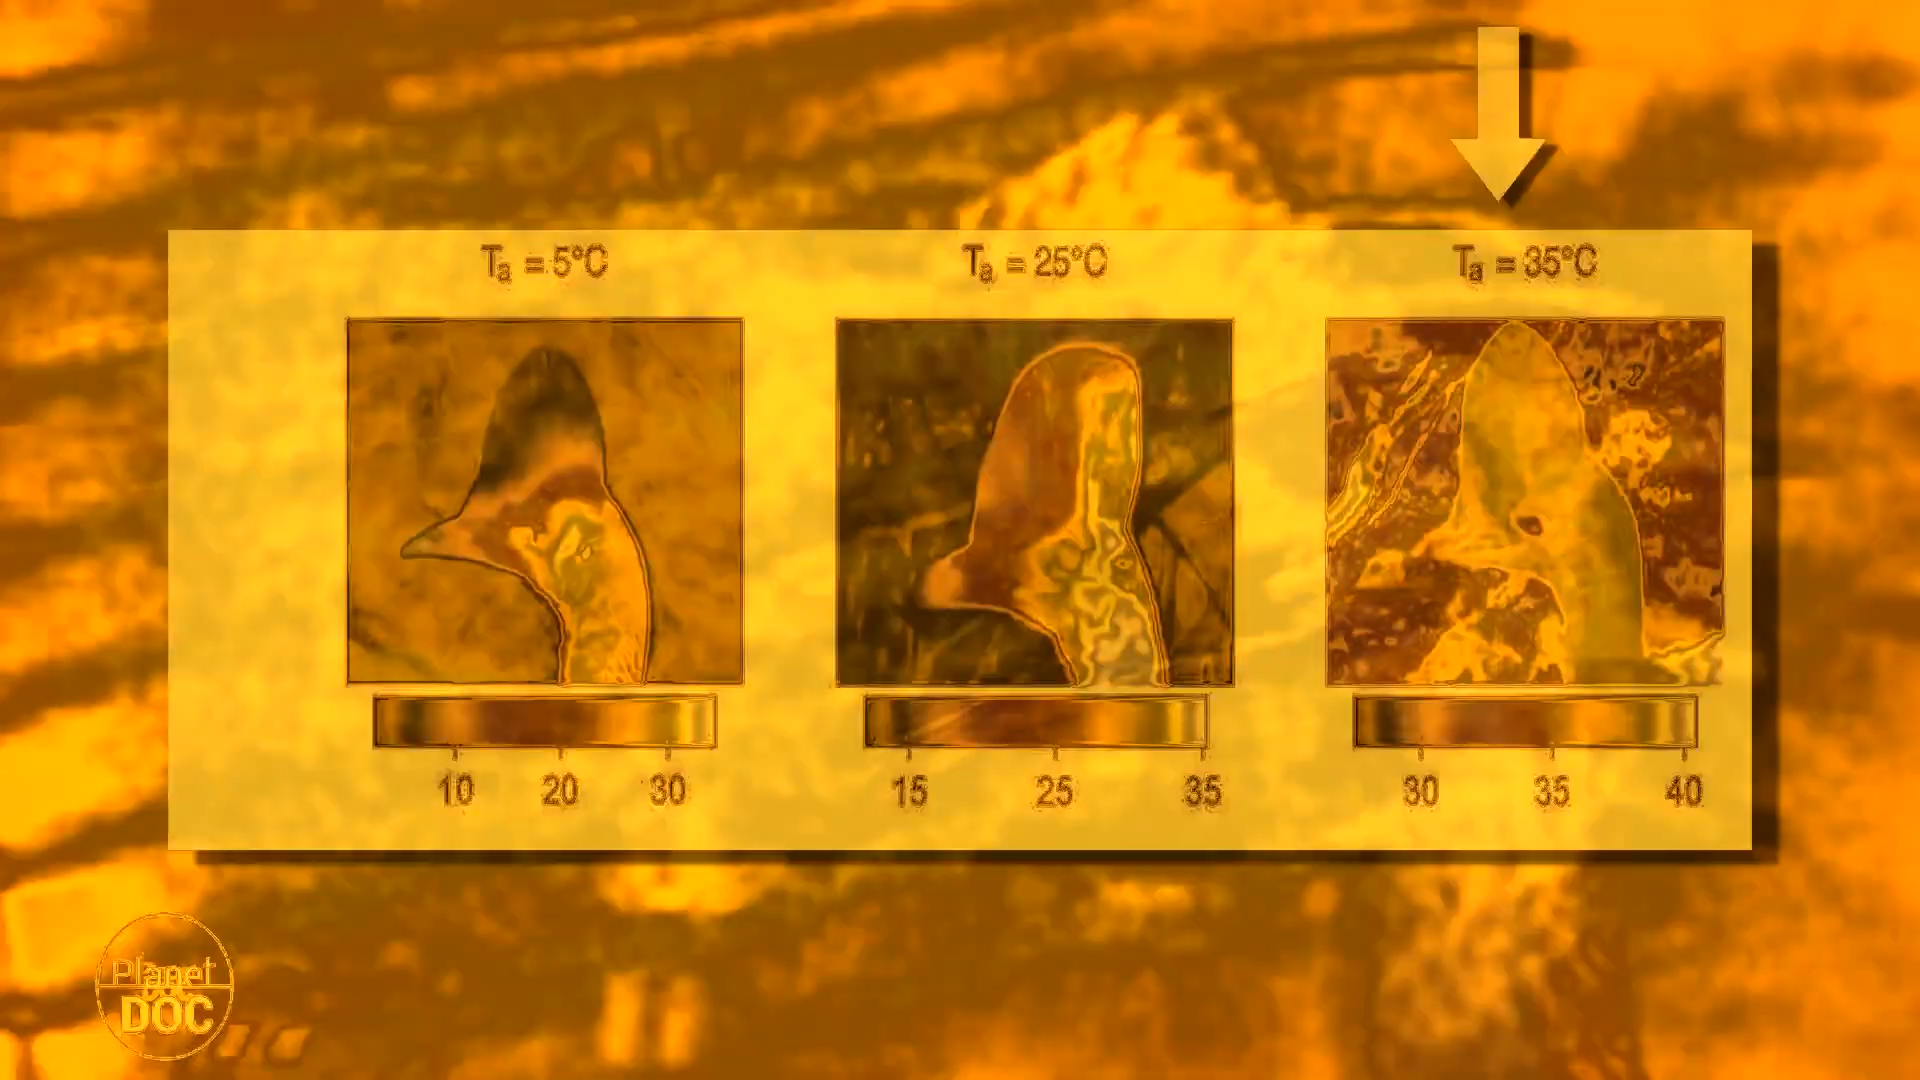 Ta = 5°C
Ta = 25°C
Ta = 35°C
10 20 30
15 25 35
30 35 40
Planet
DOC